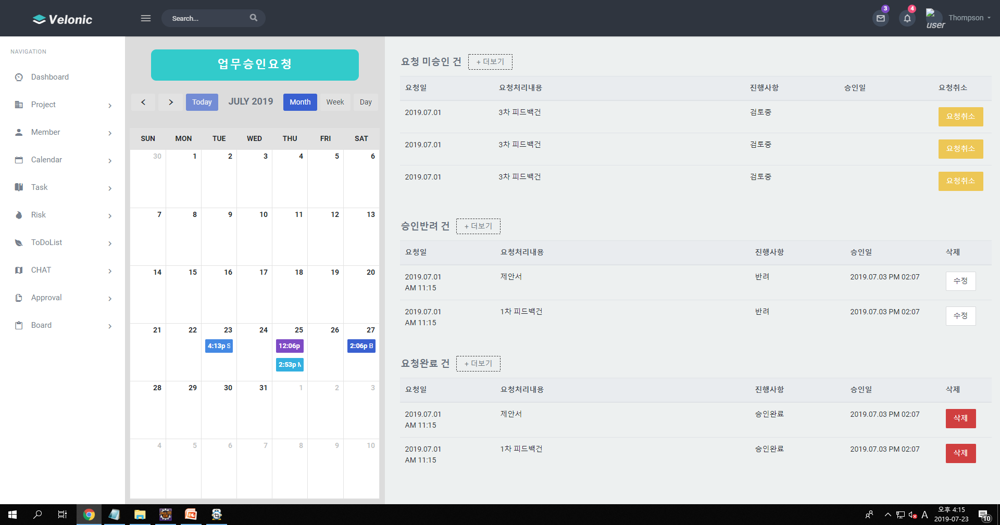 Velonic
Search...
3
4
user
Thompson
NAVIGATION
Dashboard
Project
Member
Calendar
Task
Risk
ToDoList
CHAT
Approval
Board
업무승인요청
Today
JULY 2019
Month
Week
Day
SUN MON TUE WED THU FRI SAT
30 1 2 3 4 5 6
7 8 9 10 11 12 13
14 15 16 17 18 19 20
21 22 23 24 25 26 27
4:13p S 12:06p 2:06p B
2:53p
28 29 30 31 1 2 3
4 5 6 7 8 9 10
요청 미승인 건 + 더보기
요청일 요청처리내용 진행사항 승인일 요청취소
2019.07.01 3차 피드백건 검토중 요청취소
2019.07.01 3차 피드백건 검토중 요청취소
2019.07.01 3차 피드백건 검토중 요청취소
승인반려 건 + 더보기
요청일 요청처리내용 진행사항 승인일 삭제
2019.07.01 제안서 반려 2019.07.03 PM 02:07 수정
AM 11:15
2019.07.01 1차 피드백건 반려 2019.07.03 PM 02:07 수정
AM 11:15
요청완료 건 + 더보기
요청일 요청처리내용 진행사항 승인일 삭제
2019.07.01 제안서 승인완료 2019.07.03 PM 02:07 삭제
AM 11:15
2019.07.01 1차 피드백건 승인완료 2019.07.03 PM 02:07 삭제
AM 11:15
Java EE
IDE
A
오후 4:15
2019-07-23
10